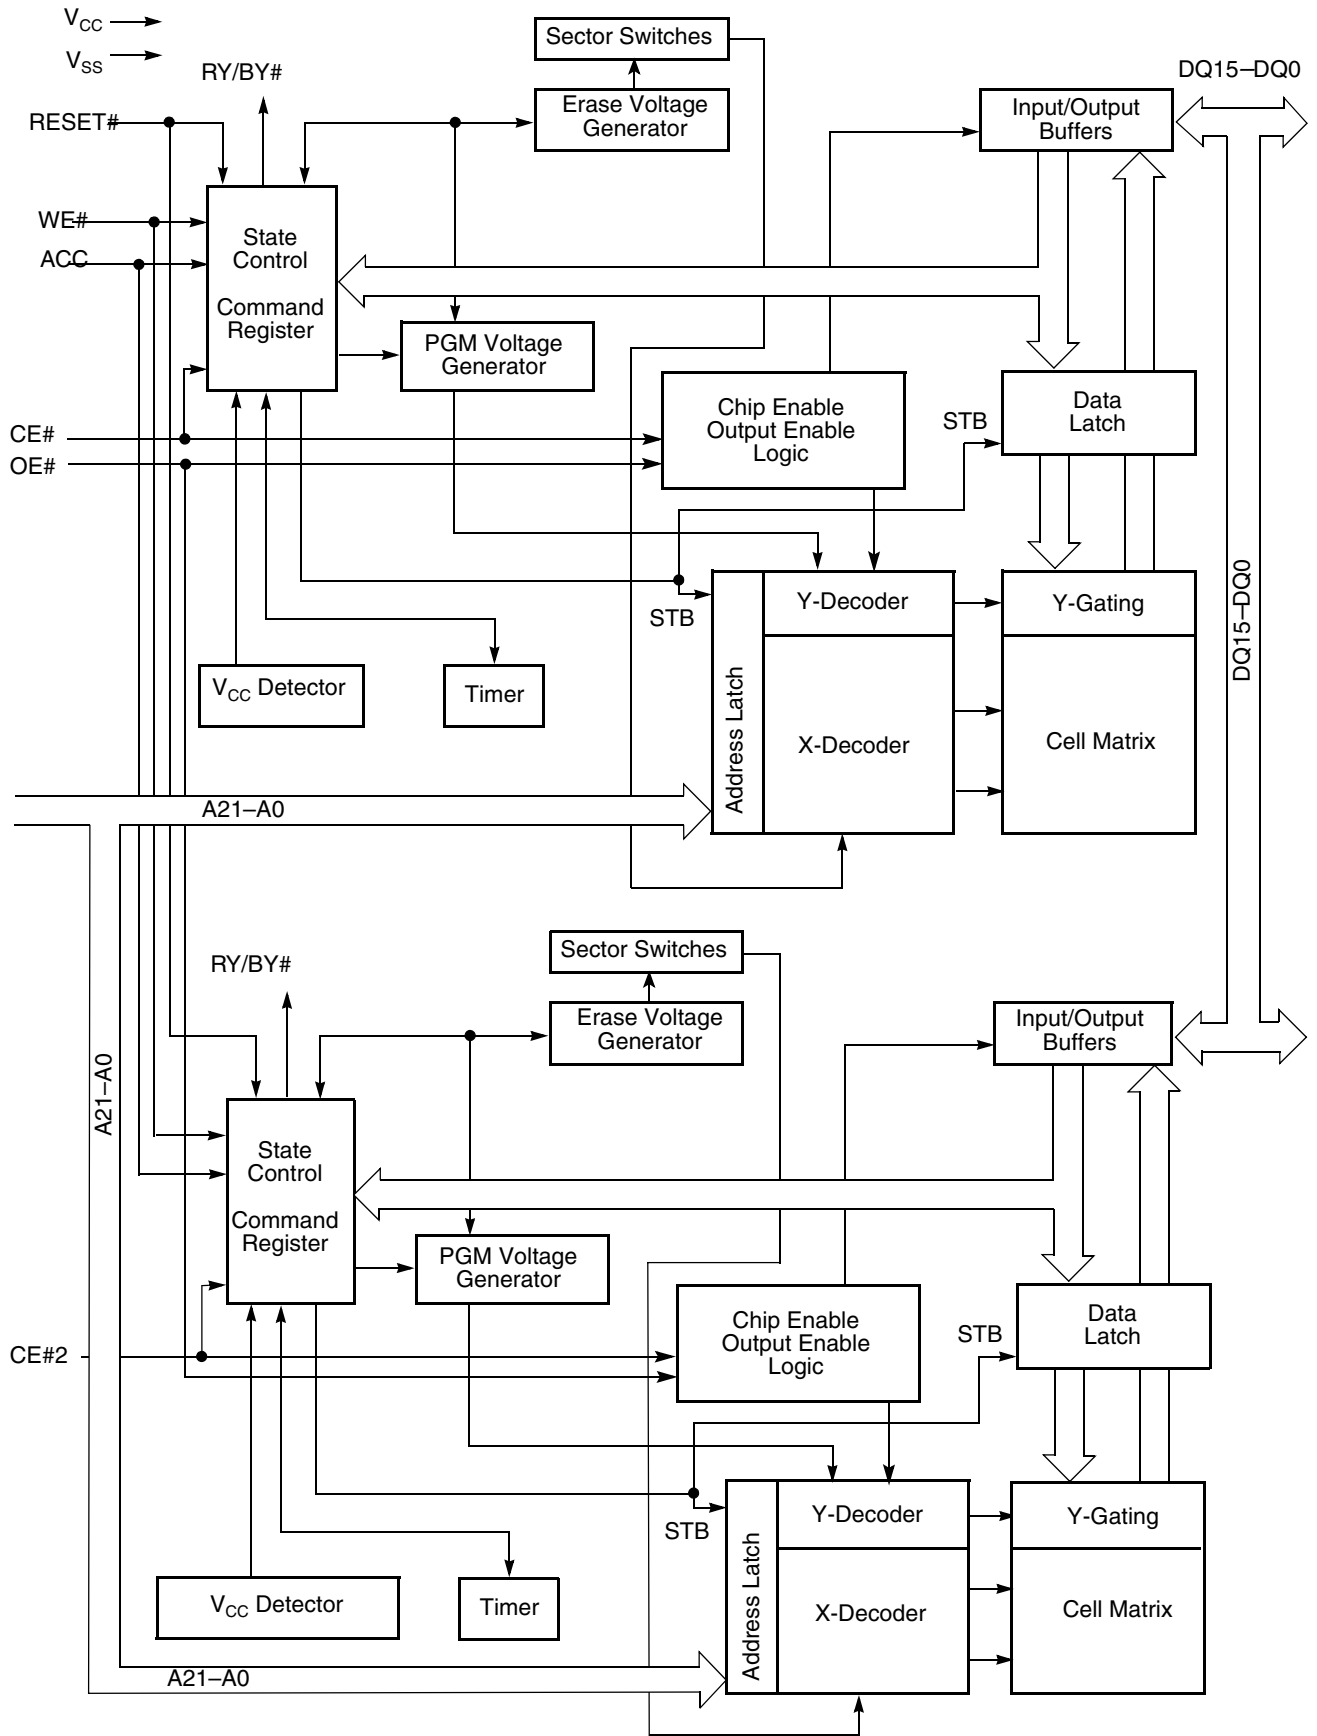 VCC
VSS
RY/BY#
RESET#
WE#
ACC
CE#
OE#
Sector Switches
Erase Voltage
Generator
DQ15–DQ0
Input/Output
Buffers
State
Control
Command
Register
PGM Voltage
Generator
Chip Enable
Output Enable
Logic
STB
Data
Latch
STB
Y-Decoder
Y-Gating
VCC Detector
Timer
Address Latch
X-Decoder
Cell Matrix
DQ15–DQ0
A21–A0
Sector Switches
RY/BY#
Erase Voltage
Generator
Input/Output
Buffers
A21–A0
State
Control
Command
Register
PGM Voltage
Generator
Chip Enable
Output Enable
Logic
STB
Data
Latch
CE#2
STB
Y-Decoder
Y-Gating
VCC Detector
Timer
Address Latch
X-Decoder
Cell Matrix
A21–A0